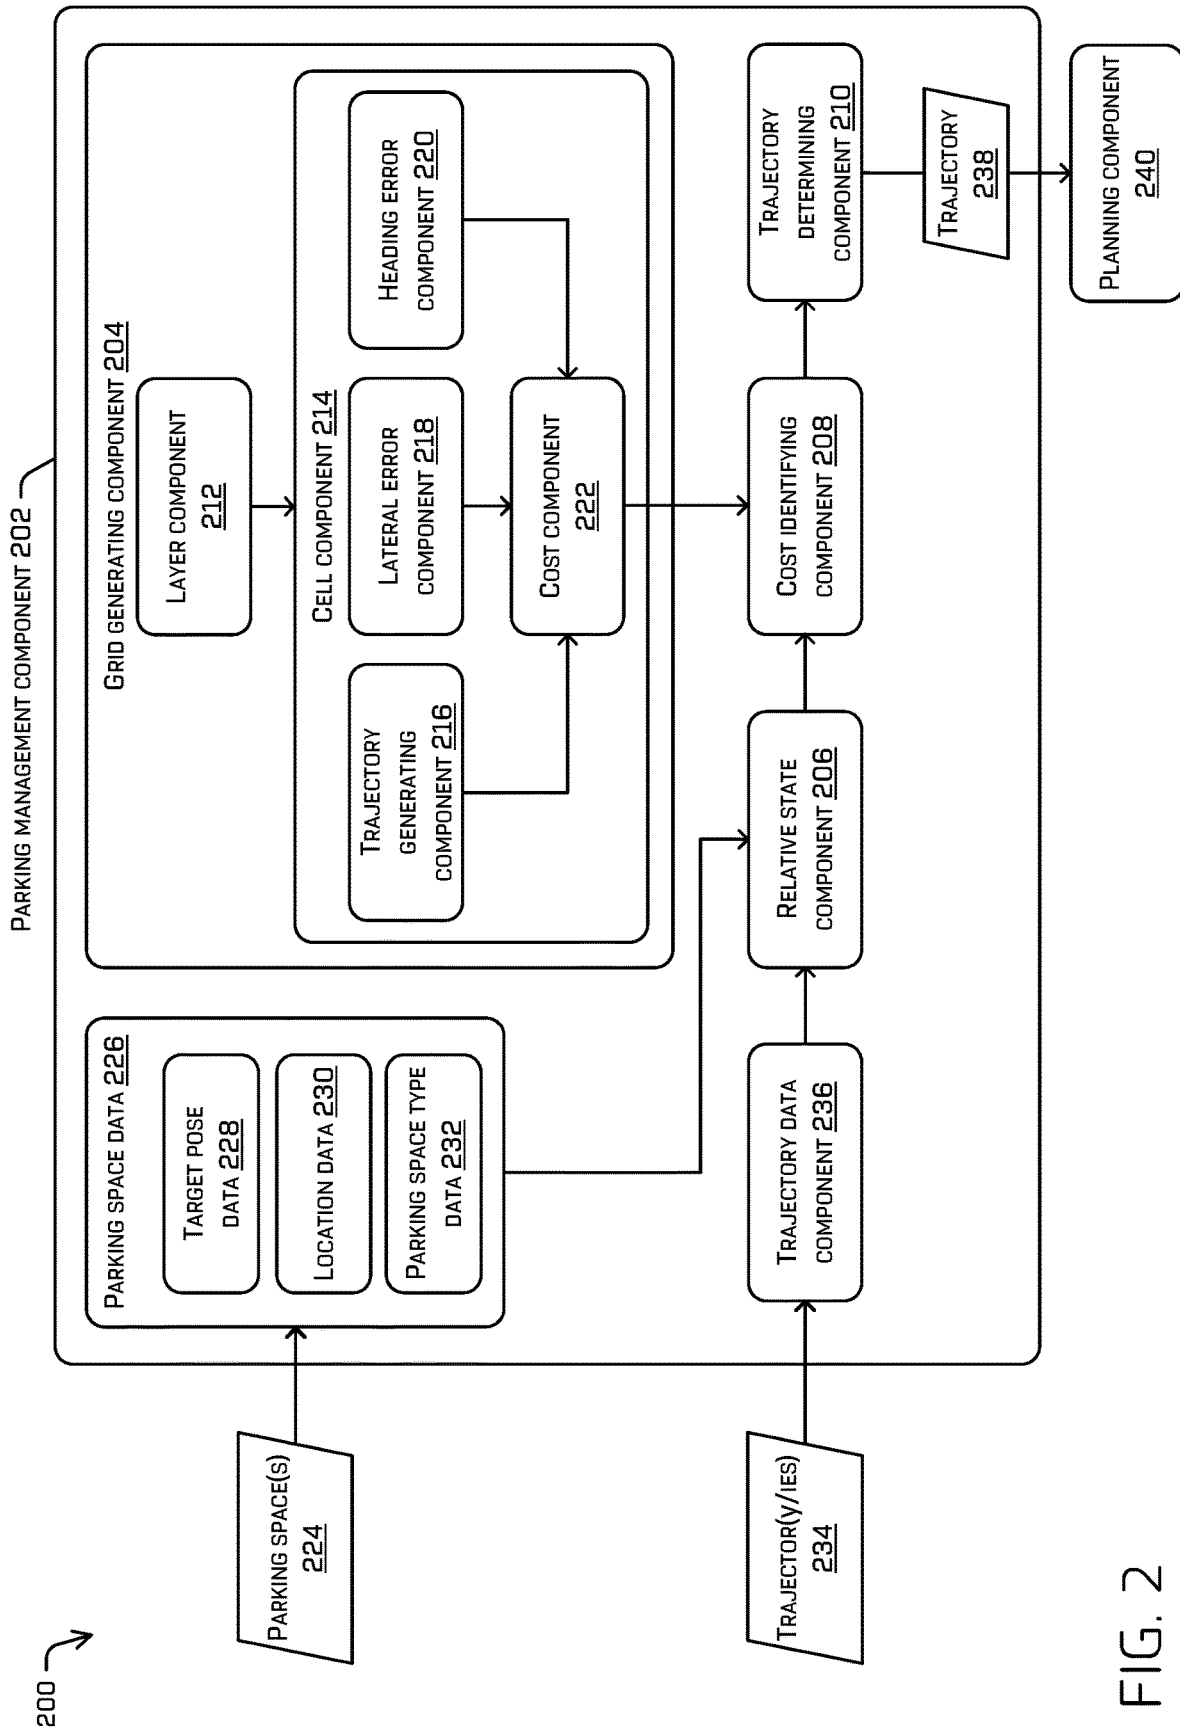 200
PARKING MANAGEMENT COMPONENT 202
PARKING SPACE(S)
224
PARKING SPACE DATA 226
TARGET POSE
DATA 228
LOCATION DATA 230
PARKING SPACE TYPE
DATA 232
GRID GENERATING COMPONENT 204
LAYER COMPONENT
212
CELL COMPONENT 214
TRAJECTORY
GENERATING
COMPONENT 216
LATERAL ERROR
COMPONENT 218
HEADING ERROR
COMPONENT 220
COST COMPONENT
222
TRAJECTOR(Y/IES)
234
TRAJECTORY DATA
COMPONENT 236
RELATIVE STATE
COMPONENT 206
COST IDENTIFYING
COMPONENT 208
TRAJECTORY
DETERMINING
COMPONENT 210
TRAJECTORY
238
PLANNING COMPONENT
240
FIG. 2